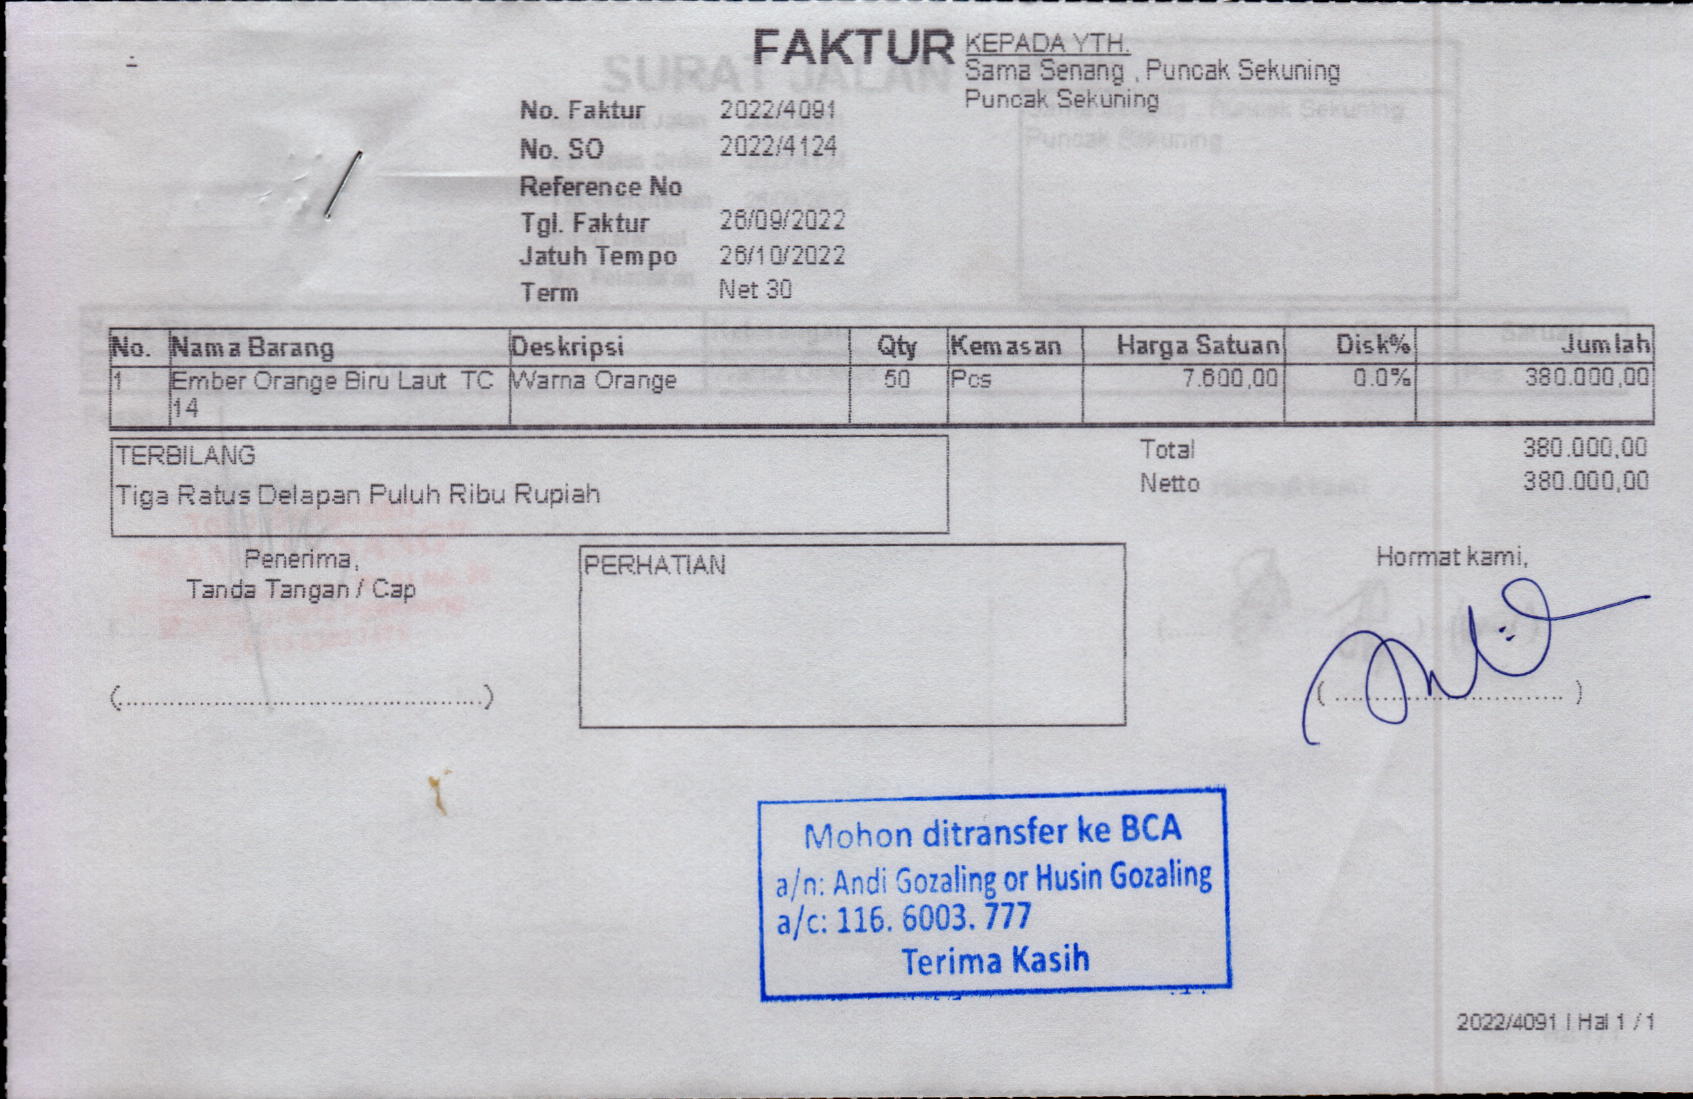 FAKTUR
KEPADA YTH.
Sama Senang , Puncak Sekuning
Puncak Sekuning
No. Faktur 2022/4091
No. SO 2022/4124
Reference No
Tgl. Faktur 26/09/2022
Jatuh Tempo 26/10/2022
Term Net 30
No. Nama Barang Deskripsi Qty Kemasan Harga Satuan Disk% Jumlah
1 Ember Orange Biru Laut TC Warna Orange 50 Pcs 7.600,00 0.0% 380.000,00
14
TERBILANG
Tiga Ratus Delapan Puluh Ribu Rupiah
Total 380.000,00
Netto 380.000,00
Penerima,
Tanda Tangan / Cap
(................................................)
PERHATIAN
Hormat kami,
( .............................. )
Mohon ditransfer ke BCA
a/n: Andi Gozaling or Husin Gozaling
a/c: 116. 6003. 777
Terima Kasih
2022/4091 | Hal 1 / 1